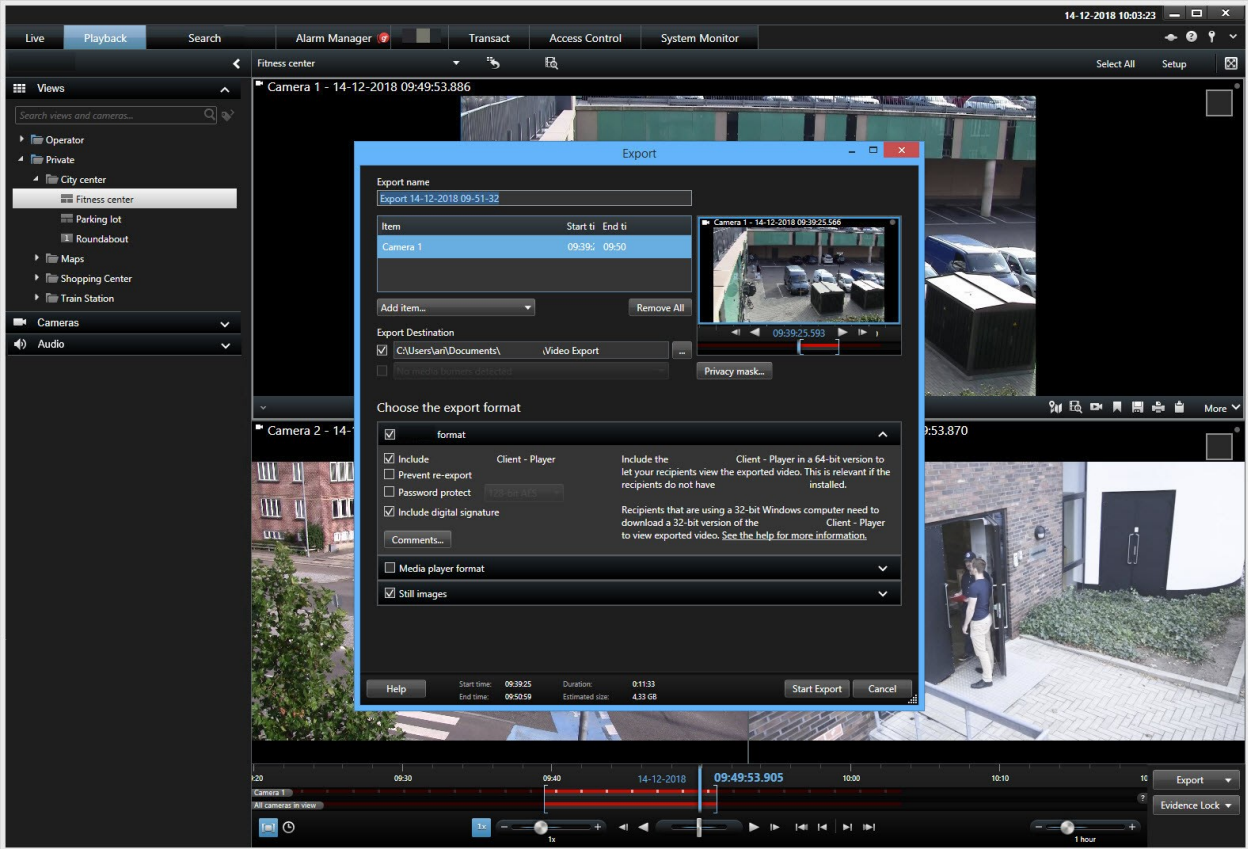 14-12-2018 10:03:23
Live Playback Search Alarm Manager Transact Access Control System Monitor
Fitness center Select All Setup
Views
Search views and cameras...
Operator
Private
City center
Fitness center
Parking lot
1 Roundabout
Maps
Shopping Center
Train Station
Cameras
Audio
Camera 1 - 14-12-2018 09:49:53.886
More
Camera 2 - 14-
9:53.870
Export
Export name
Export 14-12-2018 09-51-32
Item Start ti End ti
Camera 1 09:39:2 09:50
Add item... Remove All
Camera 1 - 14-12-2018 09:39:25.566
09:39:25.593
Export Destination
C:\Users\ari\Documents\ \Video Export ...
No media burners detected
Privacy mask...
Choose the export format
format
Include Client - Player
Prevent re-export
Password protect 128-bit AES
Include digital signature
Comments...
Include the Client - Player in a 64-bit version to
let your recipients view the exported video. This is relevant if the
recipients do not have installed.
Recipients that are using a 32-bit Windows computer need to
download a 32-bit version of the Client - Player
to view exported video. See the help for more information.
Media player format
Still images
Help
Start time: 09:39:25 Duration: 0:11:33
End time: 09:50:59 Estimated size: 4,33 GB
Start Export Cancel
:20 09:30 09:40 14-12-2018 09:49:53.905 10:00 10:10 10
Camera 1
All cameras in view
Export
Evidence Lock
1x
1x
1 hour